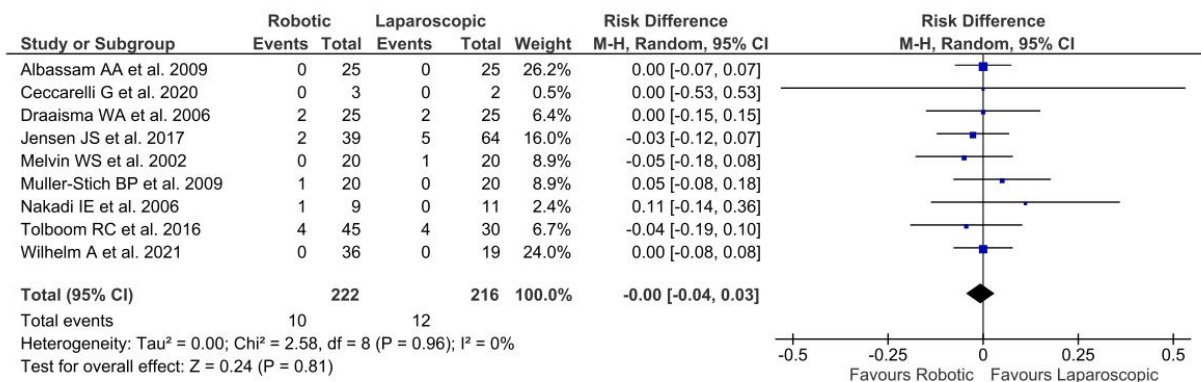 Robotic Laparoscopic Risk Difference Risk Difference
Study or Subgroup Events Total Events Total Weight M-H, Random, 95% CI M-H, Random, 95% CI
Albassam AA et al. 2009 0 25 0 25 26.2% 0.00 [-0.07, 0.07]
Ceccarelli G et al. 2020 0 3 0 2 0.5% 0.00 [-0.53, 0.53]
Draaisma WA et al. 2006 2 25 2 25 6.4% 0.00 [-0.15, 0.15]
Jensen JS et al. 2017 2 39 5 64 16.0% -0.03 [-0.12, 0.07]
Melvin WS et al. 2002 0 20 1 20 8.9% -0.05 [-0.18, 0.08]
Muller-Stich BP et al. 2009 1 20 0 20 8.9% 0.05 [-0.08, 0.18]
Nakadi IE et al. 2006 1 9 0 11 2.4% 0.11 [-0.14, 0.36]
Tolboom RC et al. 2016 4 45 4 30 6.7% -0.04 [-0.19, 0.10]
Wilhelm A et al. 2021 0 36 0 19 24.0% 0.00 [-0.08, 0.08]
Total (95% CI) 222 216 100.0% -0.00 [-0.04, 0.03]
Total events 10 12
Heterogeneity: Tau² = 0.00; Chi² = 2.58, df = 8 (P = 0.96); I² = 0%
Test for overall effect: Z = 0.24 (P = 0.81)
-0.5 -0.25 0 0.25 0.5
Favours Robotic Favours Laparoscopic